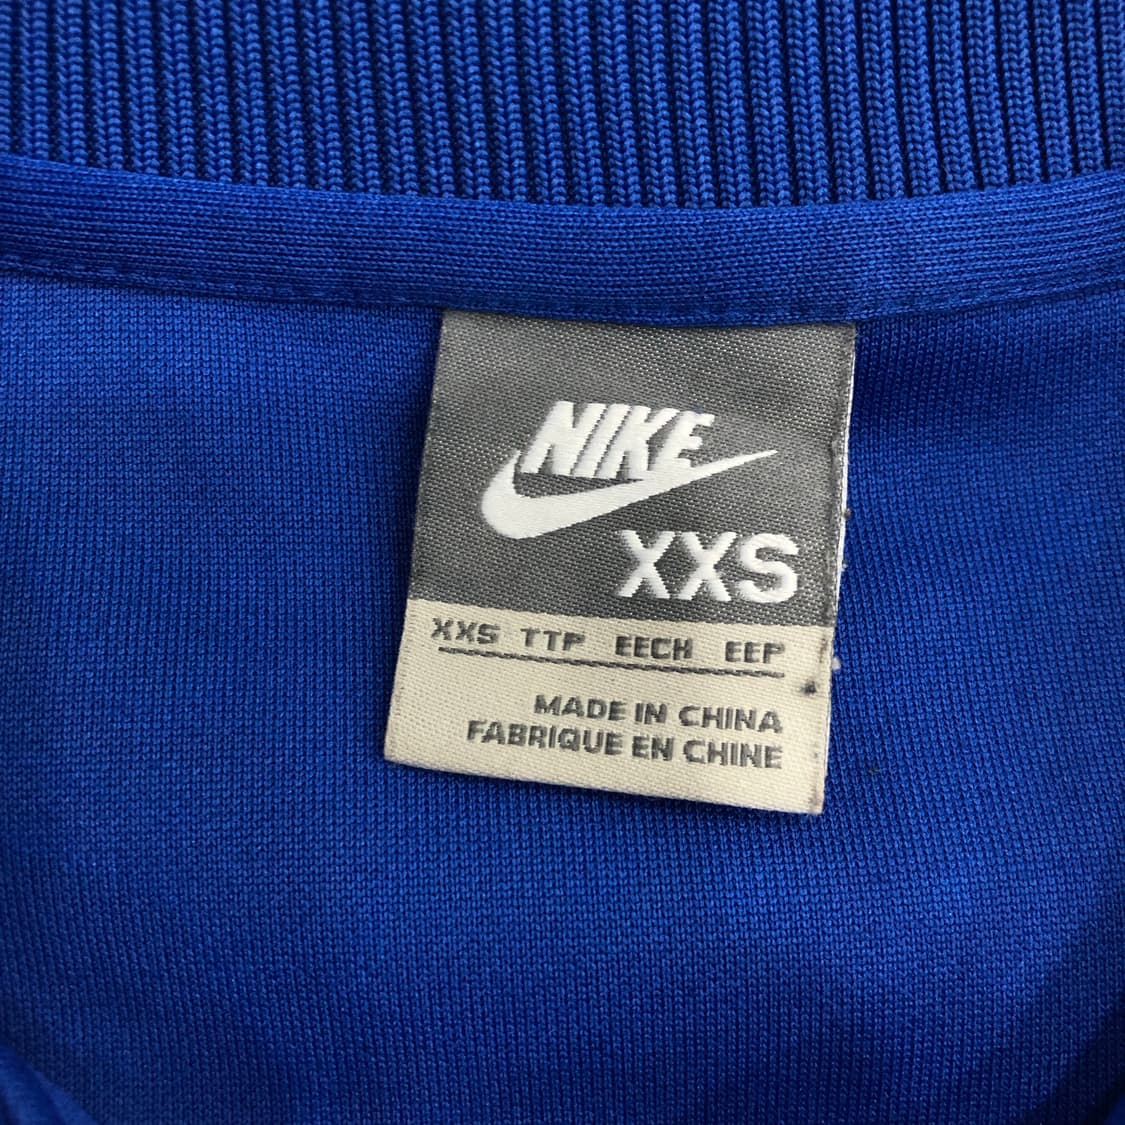 NIKE
XXS
XXS TTP EECH EEP
MADE IN CHINA
FABRIQUE EN CHINE